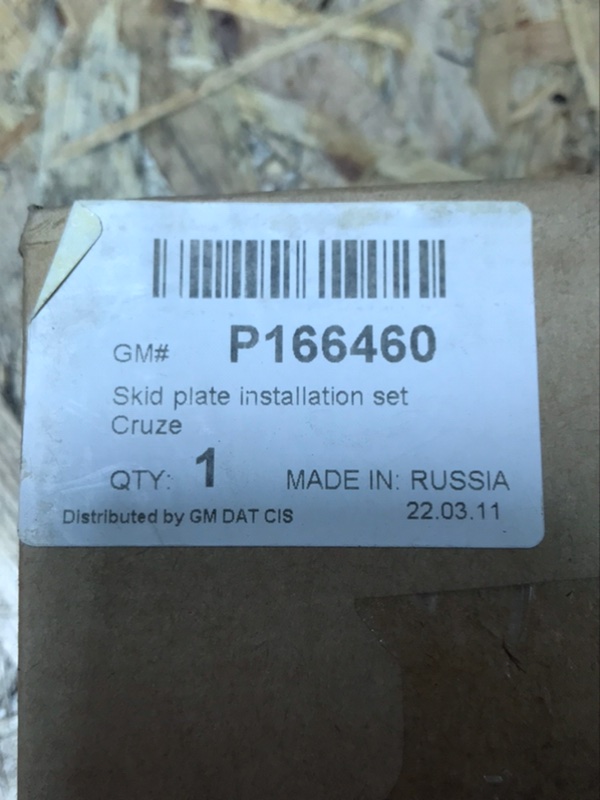 GM# P166460
Skid plate installation set
Cruze
QTY: 1 MADE IN: RUSSIA
Distributed by GM DAT CIS 22.03.11